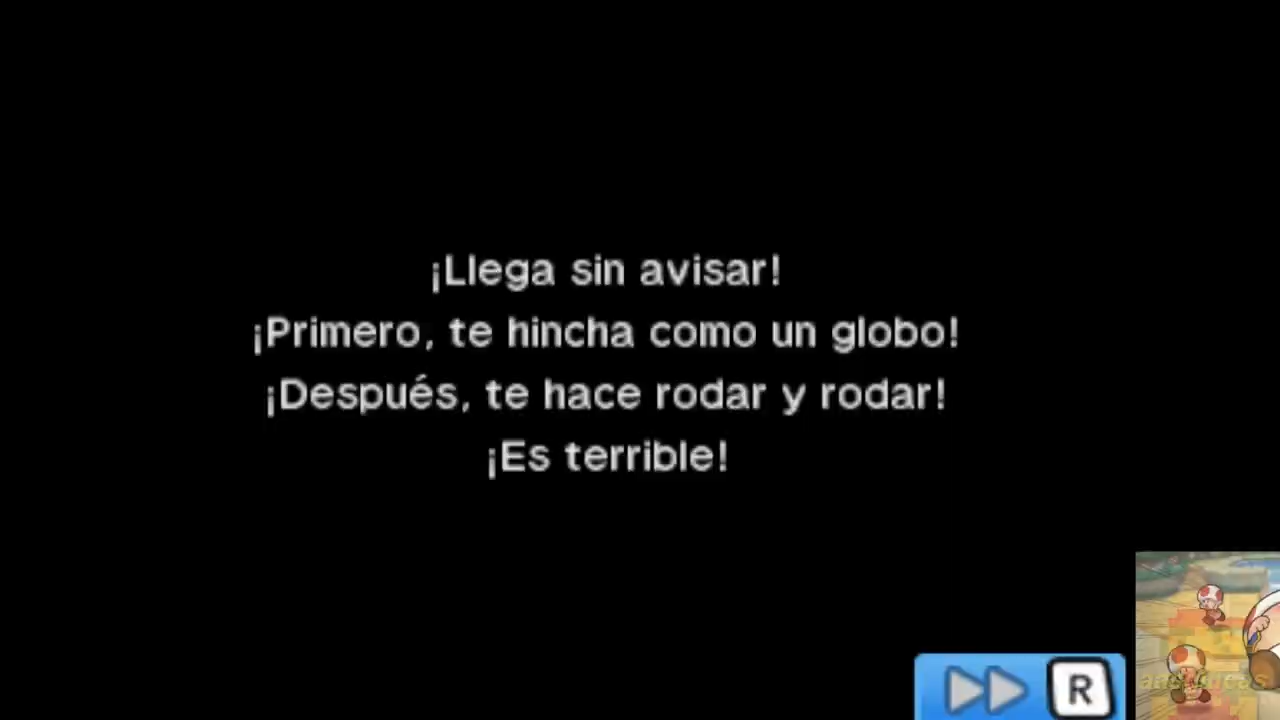 ¡Llega sin avisar!
¡Primero, te hincha como un globo!
¡Después, te hace rodar y rodar!
¡Es terrible!
R